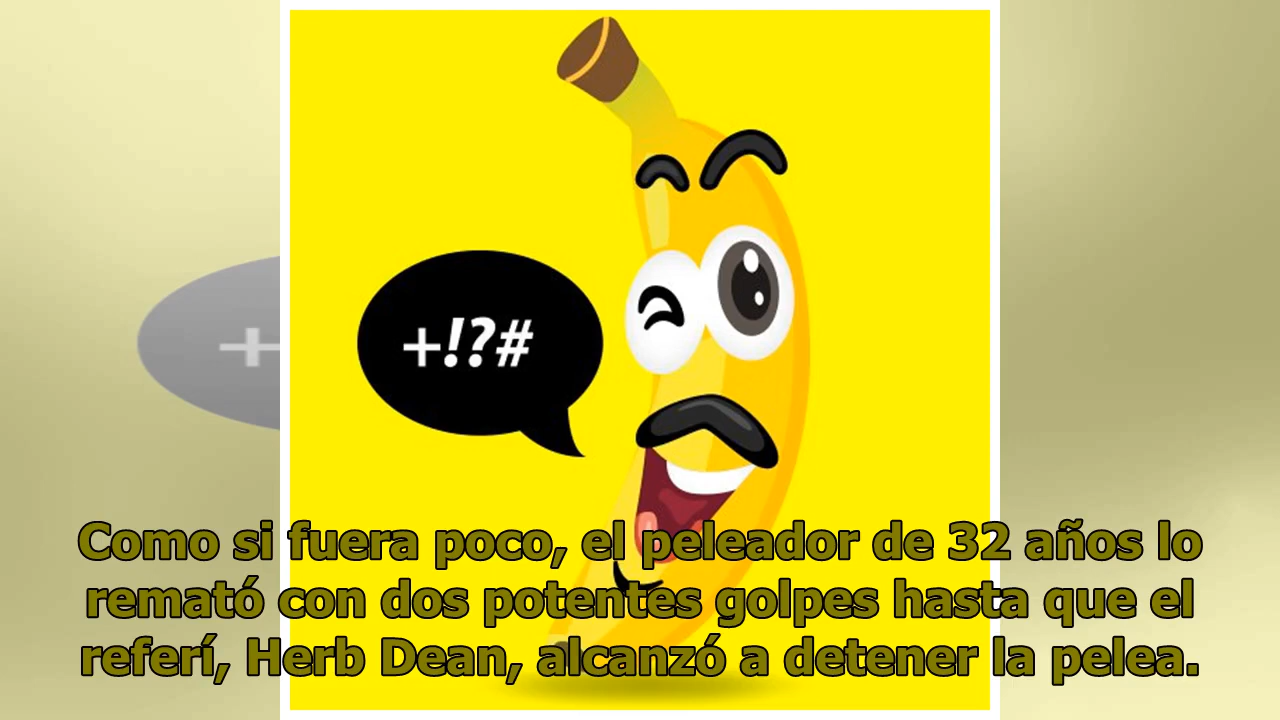 +!?#
Como si fuera poco, el peleador de 32 años lo
remató con dos potentes golpes hasta que el
referí, Herb Dean, alcanzó a detener la pelea.